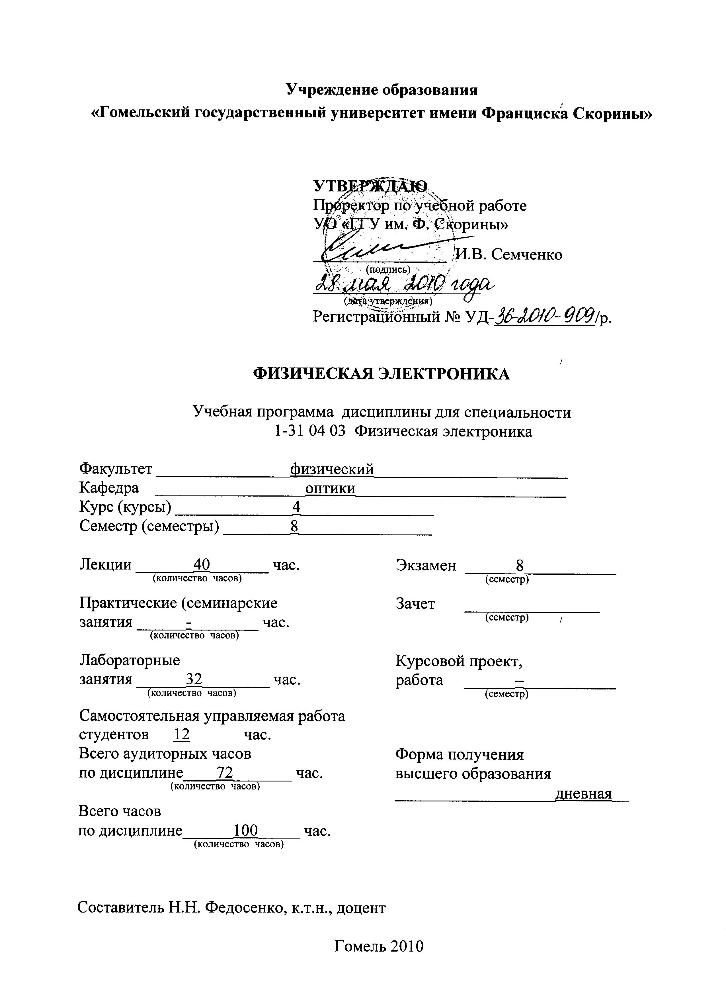 Учреждение образования
«Гомельский государственный университет имени Франциска Скорины»
УТВЕРЖДАЮ
Проректор по учебной работе
УО «ГГУ им. Ф. Скорины»
И.В. Семченко
(подпись)
28 мая 2010 года
(дата утверждения)
Регистрационный № УД-36-2010-909/р.
ФИЗИЧЕСКАЯ ЭЛЕКТРОНИКА
Учебная программа дисциплины для специальности
1-31 04 03 Физическая электроника
Факультет физический
Кафедра оптики
Курс (курсы) 4
Семестр (семестры) 8
Лекции 40 час. Экзамен 8
(количество часов) (семестр)
Практические (семинарские Зачет
занятия - час. (семестр)
(количество часов)
Лабораторные Курсовой проект,
занятия 32 час. работа –
(количество часов) (семестр)
Самостоятельная управляемая работа
студентов 12 час.
Всего аудиторных часов Форма получения
по дисциплине 72 час. высшего образования
(количество часов) дневная
Всего часов
по дисциплине 100 час.
(количество часов)
Составитель Н.Н. Федосенко, к.т.н., доцент
Гомель 2010